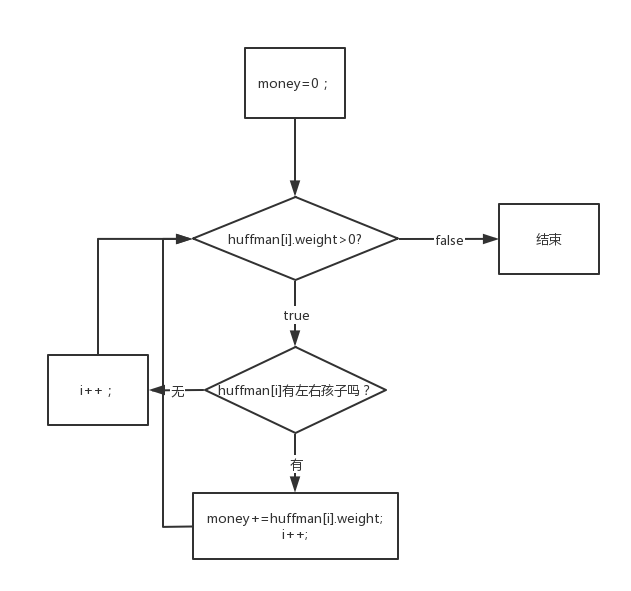 money=0；
huffman[i].weight>0?
false
结束
true
i++；
无
huffman[i]有左右孩子吗？
有
money+=huffman[i].weight;
i++;